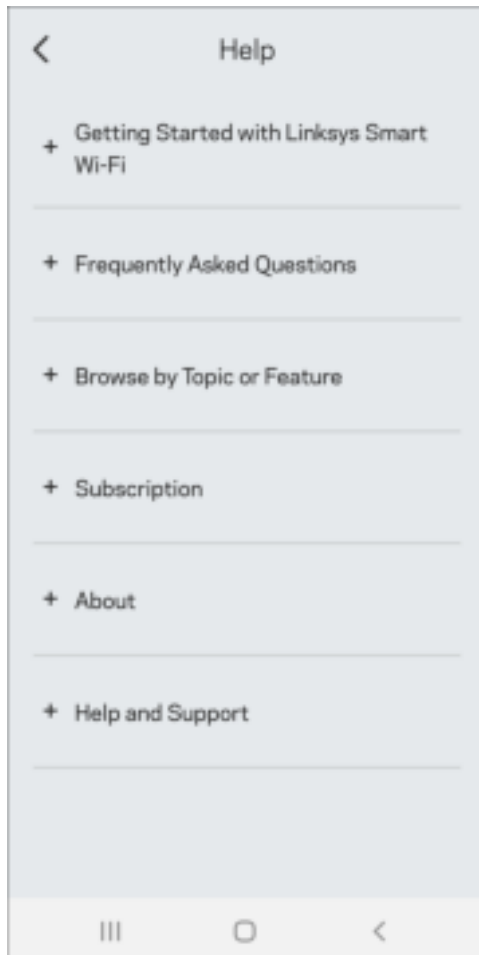 Help
Getting Started with Linksys Smart
Wi-Fi
Frequently Asked Questions
Browse by Topic or Feature
Subscription
About
Help and Support